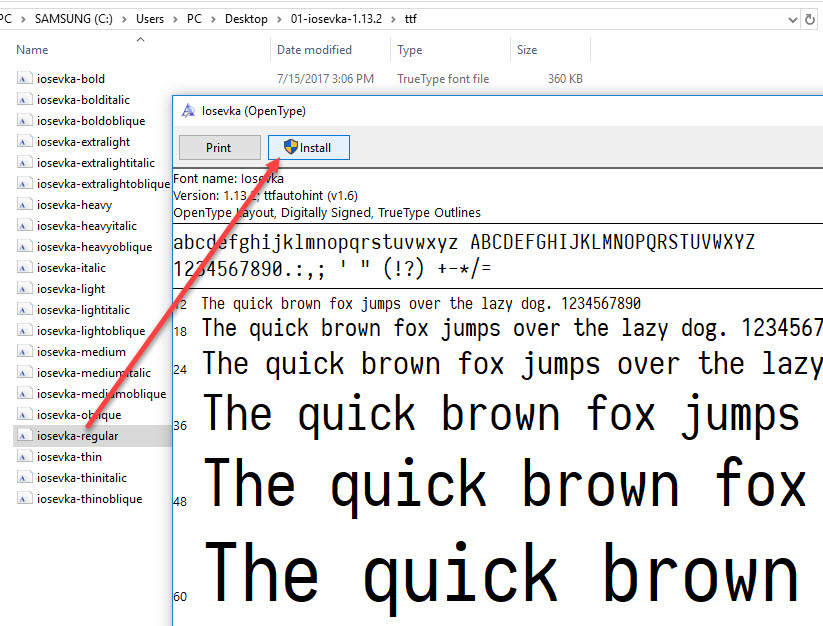 PC > SAMSUNG (C:) > Users > PC > Desktop > 01-iosevka-1.13.2 > ttf
Name Date modified Type Size
iosevka-bold 7/15/2017 3:06 PM TrueType font file 360 KB
iosevka-bolditalic
iosevka-boldoblique
iosevka-extralight
iosevka-extralightitalic
iosevka-extralightoblique
iosevka-heavy
iosevka-heavyitalic
iosevka-heavyoblique
iosevka-italic
iosevka-light
iosevka-lightitalic
iosevka-lightoblique
iosevka-medium
iosevka-mediumitalic
iosevka-mediumoblique
iosevka-oblique
iosevka-regular
iosevka-thin
iosevka-thinitalic
iosevka-thinoblique
Iosevka (OpenType)
Print Install
Font name: Iosevka
Version: 1.13.2; ttfautohint (v1.6)
OpenType Layout, Digitally Signed, TrueType Outlines
abcdefghijklmnopqrstuvwxyz ABCDEFGHIJKLMNOPQRSTUVWXYZ
1234567890.:,; ' " (!?) +-*/=
12 The quick brown fox jumps over the lazy dog. 1234567890
18 The quick brown fox jumps over the lazy dog. 1234567
24 The quick brown fox jumps over the lazy
36 The quick brown fox jumps
48 The quick brown fox
60 The quick brown